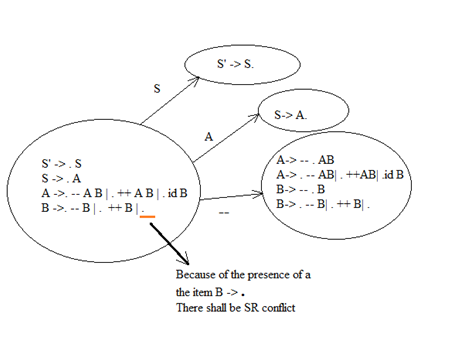 S' -> S.
S
S-> A.
A
S' -> . S
S -> . A
A ->. -- A B | . ++ A B | . id B
B ->. -- B | . ++ B | .
--
A-> -- . AB
A-> . -- AB| . ++AB| .id B
B-> -- . B
B-> . -- B| . ++ B| .
Because of the presence of a
the item B -> .
There shall be SR conflict